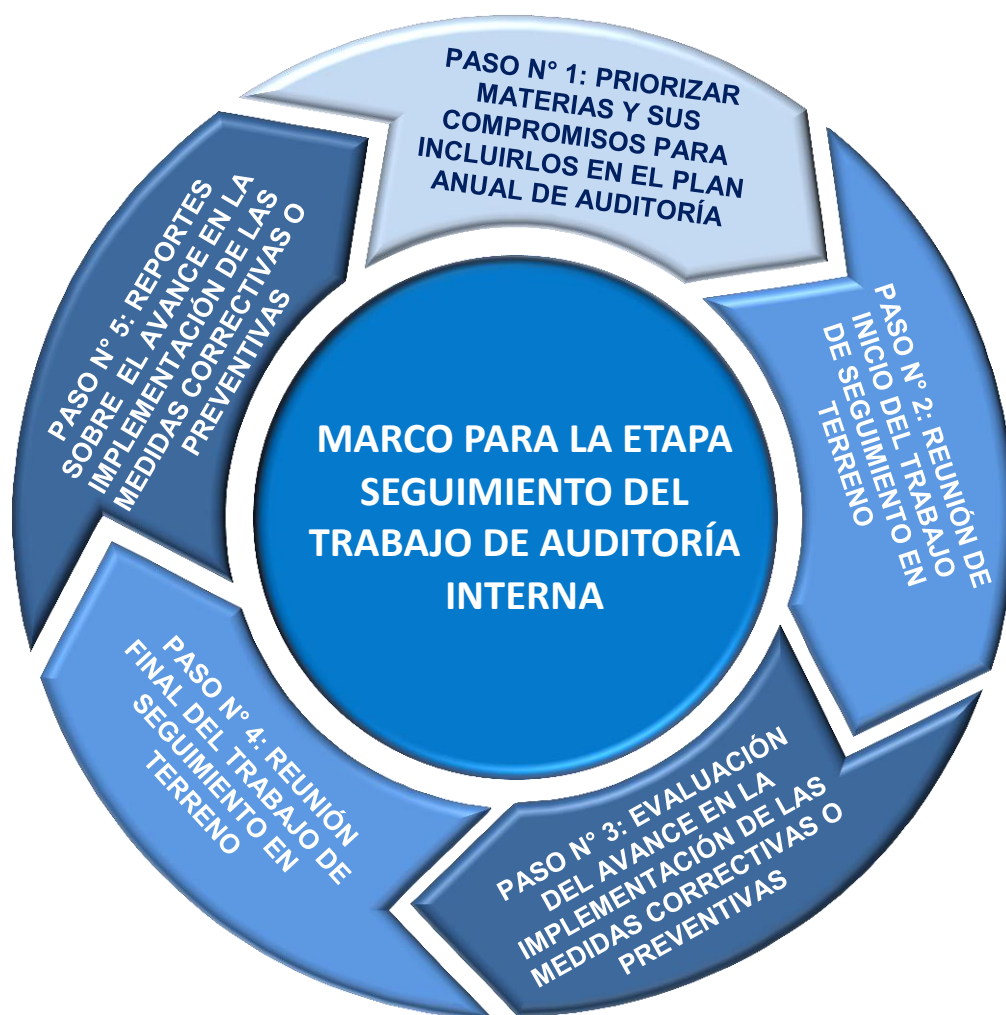 PASO N° 1: PRIORIZAR
MATERIAS Y SUS
COMPROMISOS PARA
INCLUIRLOS EN EL PLAN
ANUAL DE AUDITORÍA
PASO N° 2: REUNIÓN DE
INICIO DEL TRABAJO
DE SEGUIMIENTO EN
TERRENO
PASO N° 3: EVALUACIÓN
DEL AVANCE EN LA
IMPLEMENTACIÓN DE LAS
MEDIDAS CORRECTIVAS O
PREVENTIVAS
PASO N° 4: REUNIÓN
FINAL DEL TRABAJO DE
SEGUIMIENTO EN
TERRENO
PASO N° 5: REPORTES
SOBRE EL AVANCE EN LA
IMPLEMENTACIÓN DE LAS
MEDIDAS CORRECTIVAS O
PREVENTIVAS
MARCO PARA LA ETAPA
SEGUIMIENTO DEL
TRABAJO DE AUDITORÍA
INTERNA